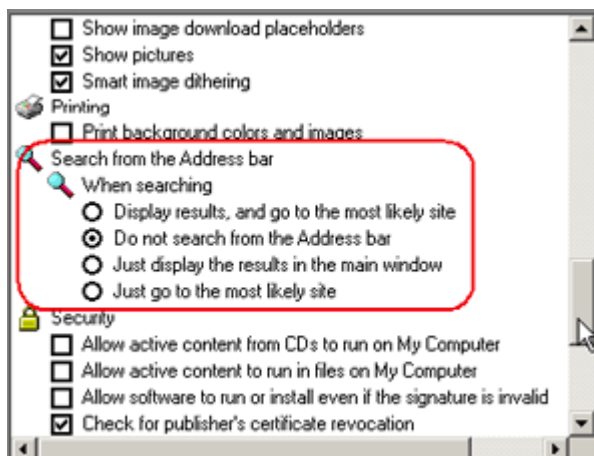 Show image download placeholders
Show pictures
Smart image dithering
Printing
Print background colors and images
Search from the Address bar
When searching
Display results, and go to the most likely site
Do not search from the Address bar
Just display the results in the main window
Just go to the most likely site
Security
Allow active content from CDs to run on My Computer
Allow active content to run in files on My Computer
Allow software to run or install even if the signature is invalid
Check for publisher's certificate revocation